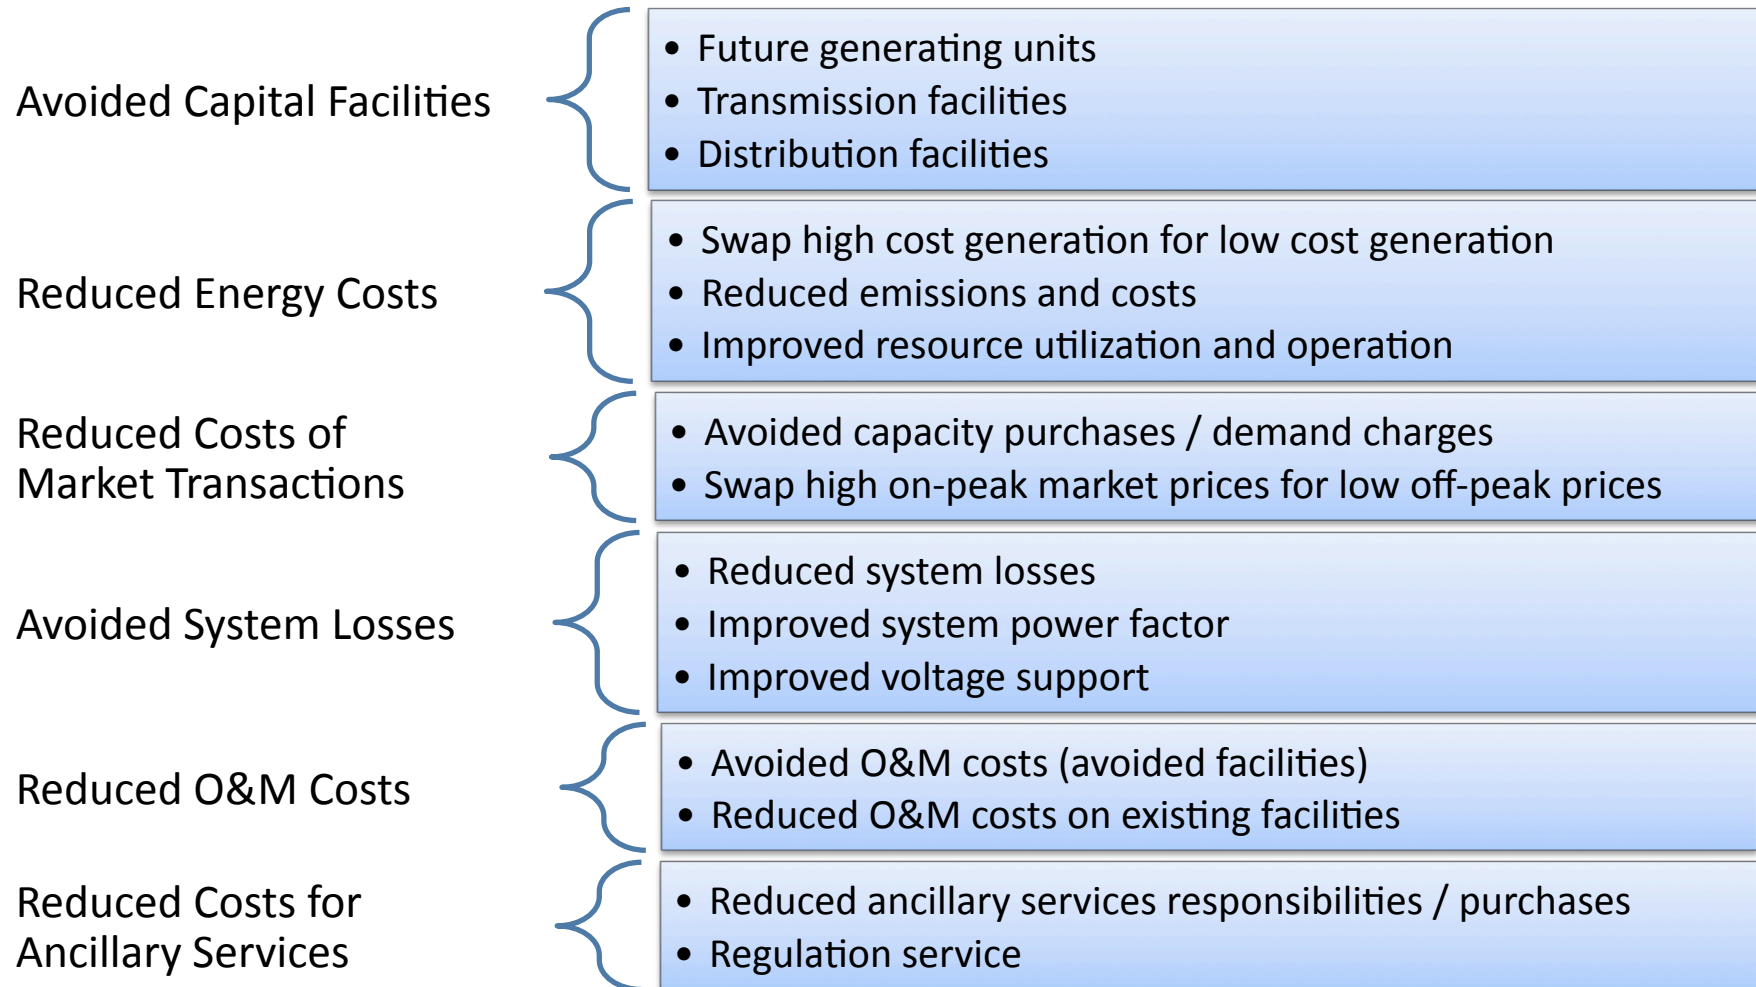 Avoided Capital Facilities
• Future generating units
• Transmission facilities
• Distribution facilities
Reduced Energy Costs
• Swap high cost generation for low cost generation
• Reduced emissions and costs
• Improved resource utilization and operation
Reduced Costs of
Market Transactions
• Avoided capacity purchases / demand charges
• Swap high on-peak market prices for low off-peak prices
Avoided System Losses
• Reduced system losses
• Improved system power factor
• Improved voltage support
Reduced O&M Costs
• Avoided O&M costs (avoided facilities)
• Reduced O&M costs on existing facilities
Reduced Costs for
Ancillary Services
• Reduced ancillary services responsibilities / purchases
• Regulation service